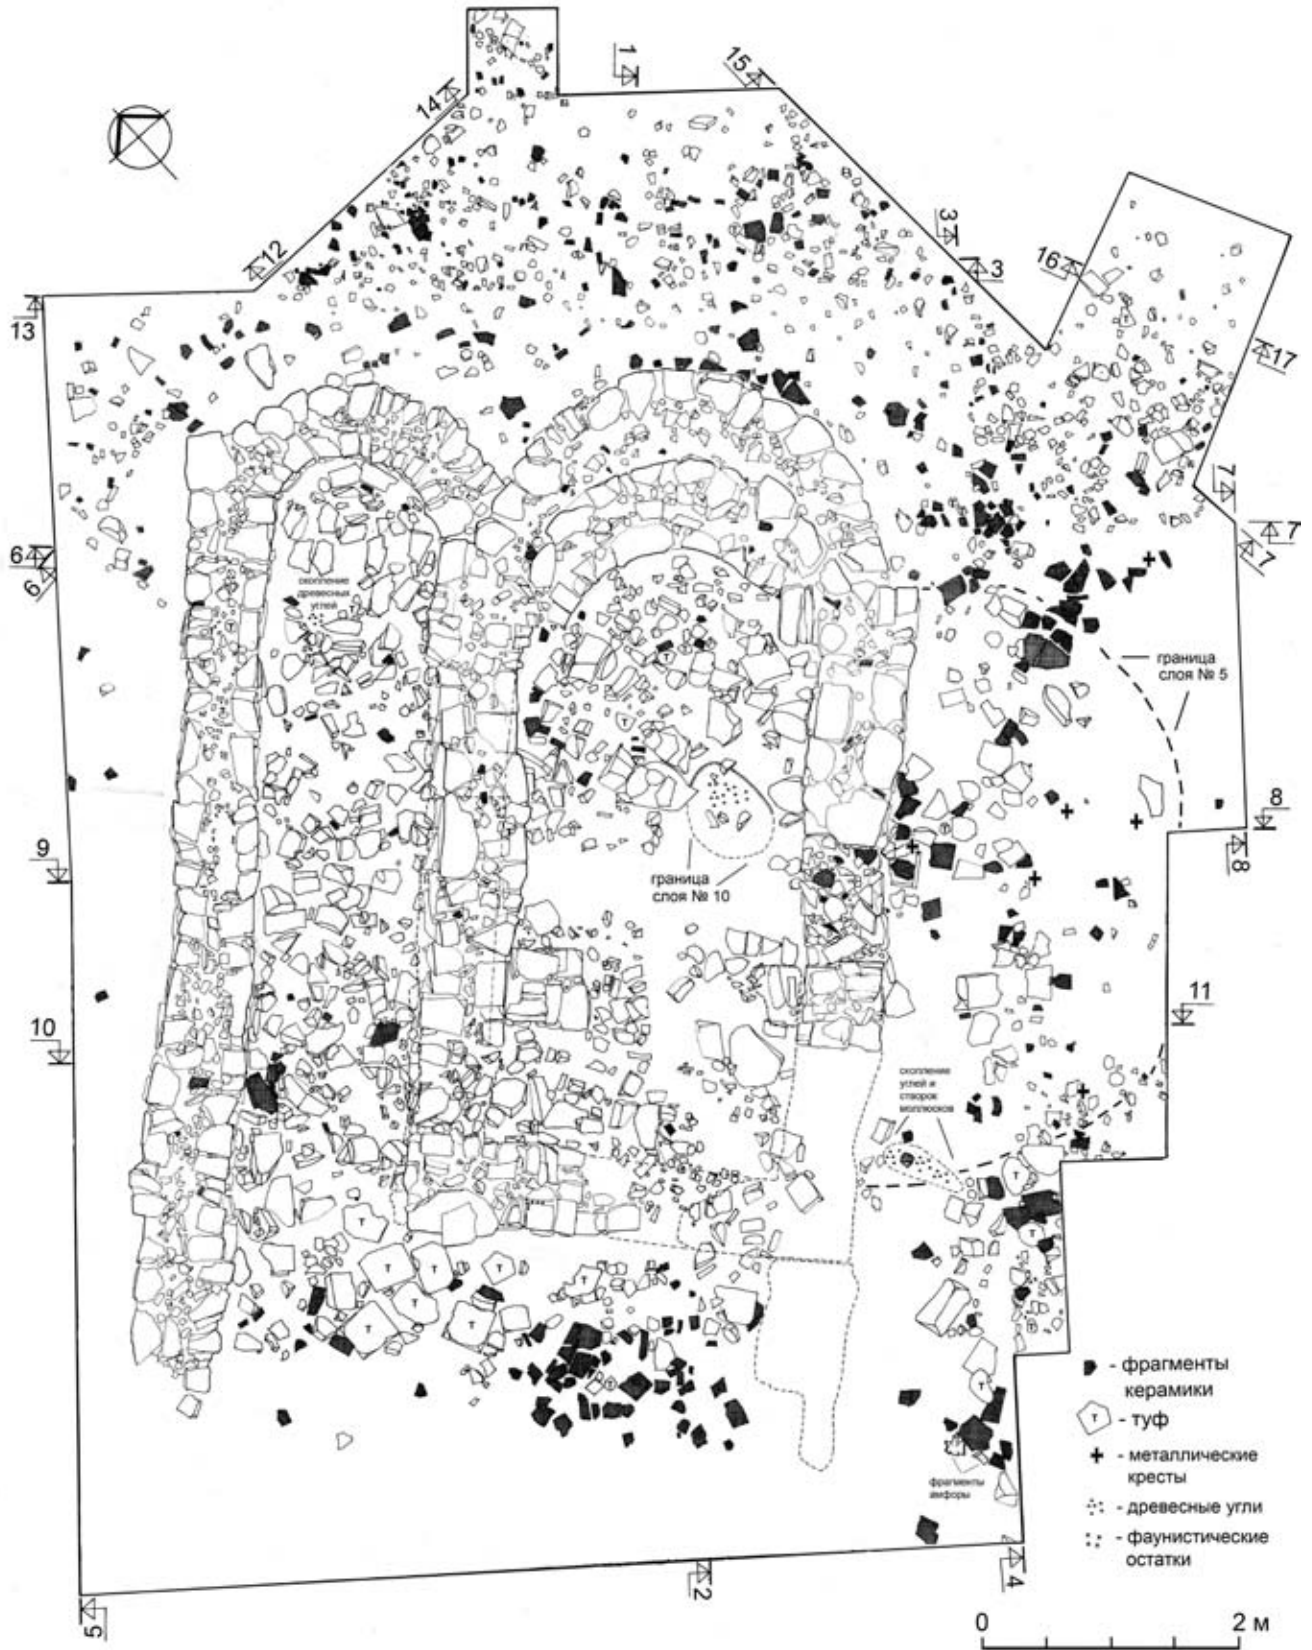 1
15
14
3
3
16
12
13
17
7
7
7
6
6
скопление
древесных
углей
граница
слоя № 5
8
8
9
граница
слоя № 10
10
11
скопление
углей и
створок
моллюсков
Т
Т
Т
Т
Т
Т
Т
Т
- фрагменты
керамики
Т - туф
+ - металлические
кресты
- древесные угли
- фаунистические
остатки
фрагменты
амфоры
5
2
4
0 2 м